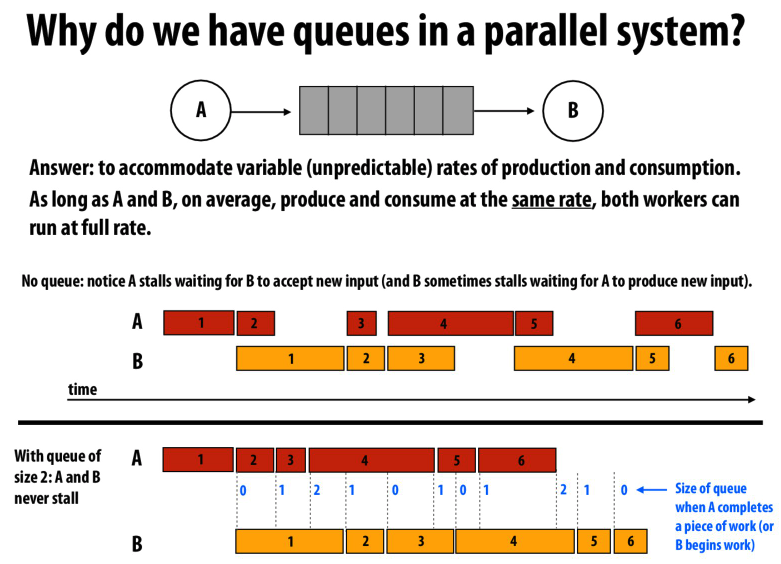 Why do we have queues in a parallel system?
A B
Answer: to accommodate variable (unpredictable) rates of production and consumption.
As long as A and B, on average, produce and consume at the same rate, both workers can
run at full rate.
No queue: notice A stalls waiting for B to accept new input (and B sometimes stalls waiting for A to produce new input).
A 1 2 3 4 5 6
B 1 2 3 4 5 6
time
With queue of
size 2: A and B
never stall
A 1 2 3 4 5 6
0 1 2 1 0 1 0 1 2 1 0
Size of queue
when A completes
a piece of work (or
B begins work)
B 1 2 3 4 5 6